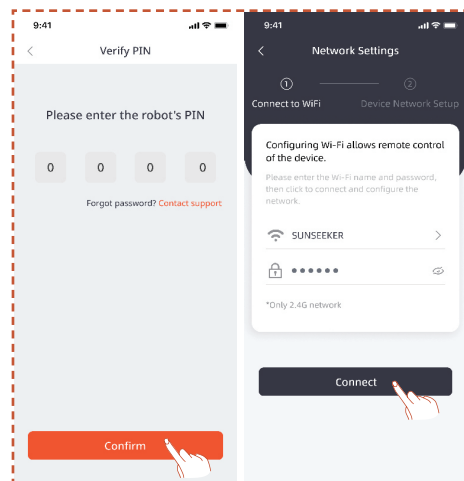 9:41
Verify PIN
Please enter the robot's PIN
0 0 0 0
Forgot password? Contact support
Confirm
9:41
Network Settings
1 2
Connect to WiFi Device Network Setup
Configuring Wi-Fi allows remote control
of the device.
Please enter the Wi-Fi name and password,
then click to connect and configure the
network.
SUNSEEKER
*Only 2.4G network
Connect